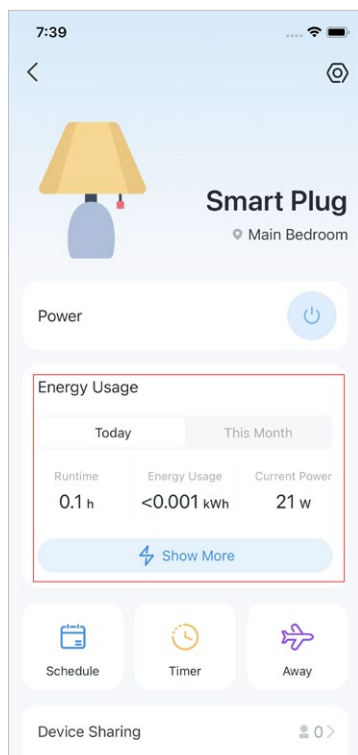 7:39
Smart Plug
Main Bedroom
Power
Energy Usage
Today This Month
Runtime Energy Usage Current Power
0.1 h <0.001 kWh 21 W
Show More
Schedule Timer Away
Device Sharing 0